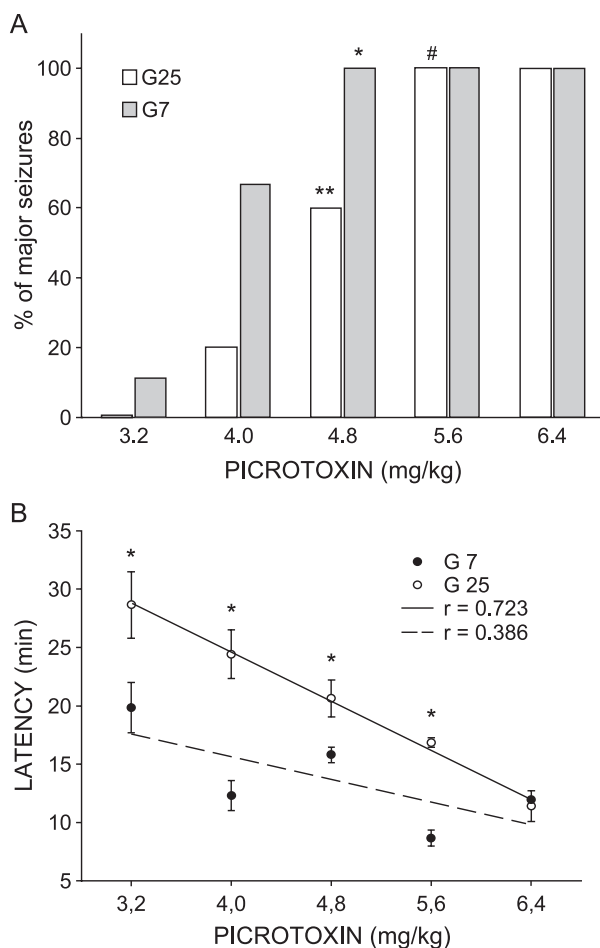 A
G25
G7
% of major seizures
100
80
60
40
20
0
*
#
**
3.2 4.0 4.8 5.6 6.4
PICROTOXIN (mg/kg)
B
LATENCY (min)
35
30
25
20
15
10
5
* * * *
G 7
G 25
r = 0.723
r = 0.386
3,2 4,0 4,8 5,6 6,4
PICROTOXIN (mg/kg)